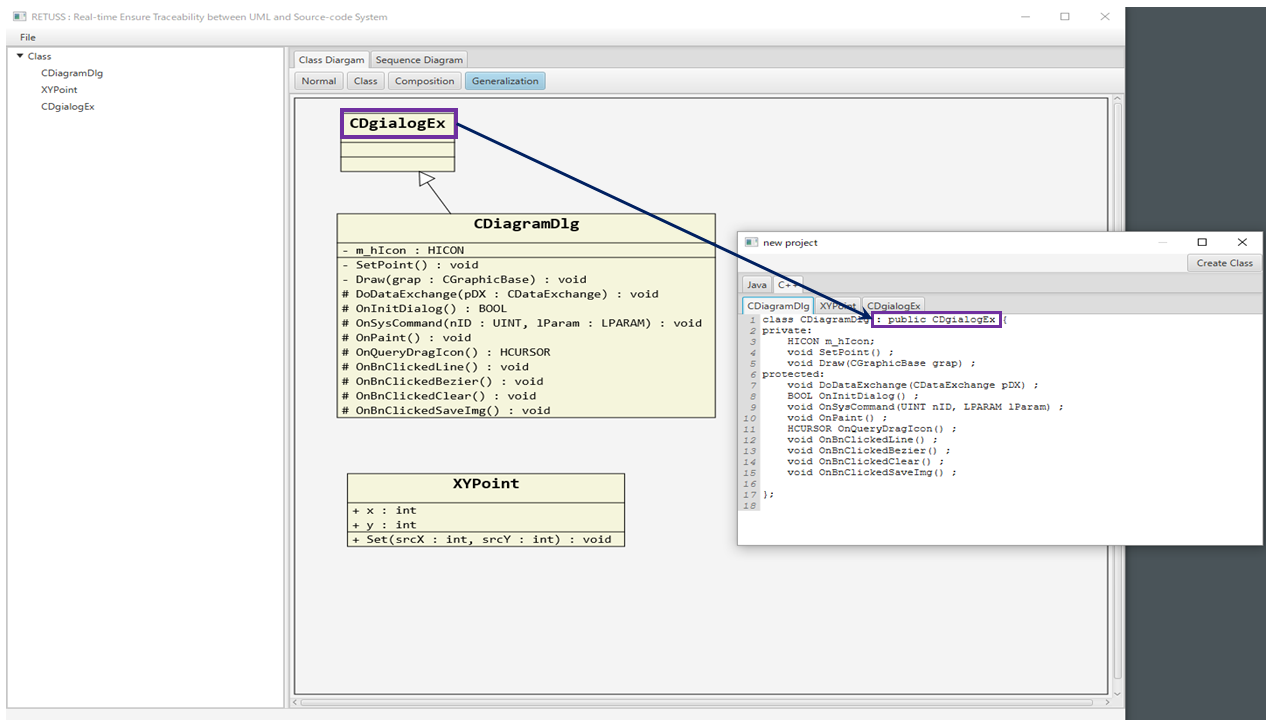 RETUSS : Real-time Ensure Traceability between UML and Source-code System
File
Class
CDiagramDlg
XYPoint
CDgialogEx
Class Diargam
Sequence Diagram
Normal
Class
Composition
Generalization
CDgialogEx
CDiagramDlg
- m_hIcon : HICON
- SetPoint() : void
- Draw(grap : CGraphicBase) : void
# DoDataExchange(pDX : CDataExchange) : void
# OnInitDialog() : BOOL
# OnSysCommand(nID : UINT, lParam : LPARAM) : void
# OnPaint() : void
# OnQueryDragIcon() : HCURSOR
# OnBnClickedLine() : void
# OnBnClickedBezier() : void
# OnBnClickedClear() : void
# OnBnClickedSaveImg() : void
XYPoint
+ x : int
+ y : int
+ Set(srcX : int, srcY : int) : void
new project
Create Class
Java
C++
CDiagramDlg
XYPoint
CDgialogEx
1 class CDiagramDlg : public CDgialogEx {
2 private:
3 HICON m_hIcon;
4 void SetPoint() ;
5 void Draw(CGraphicBase grap) ;
6 protected:
7 void DoDataExchange(CDataExchange pDX) ;
8 BOOL OnInitDialog() ;
9 void OnSysCommand(UINT nID, LPARAM lParam) ;
10 void OnPaint() ;
11 HCURSOR OnQueryDragIcon() ;
12 void OnBnClickedLine() ;
13 void OnBnClickedBezier() ;
14 void OnBnClickedClear() ;
15 void OnBnClickedSaveImg() ;
16
17 };
18